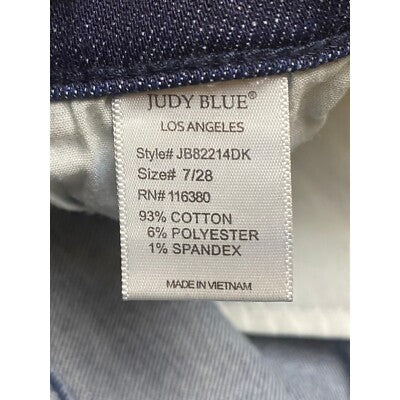 JUDY BLUE®
LOS ANGELES
Style# JB82214DK
Size# 7/28
RN# 116380
93% COTTON
6% POLYESTER
1% SPANDEX
MADE IN VIETNAM